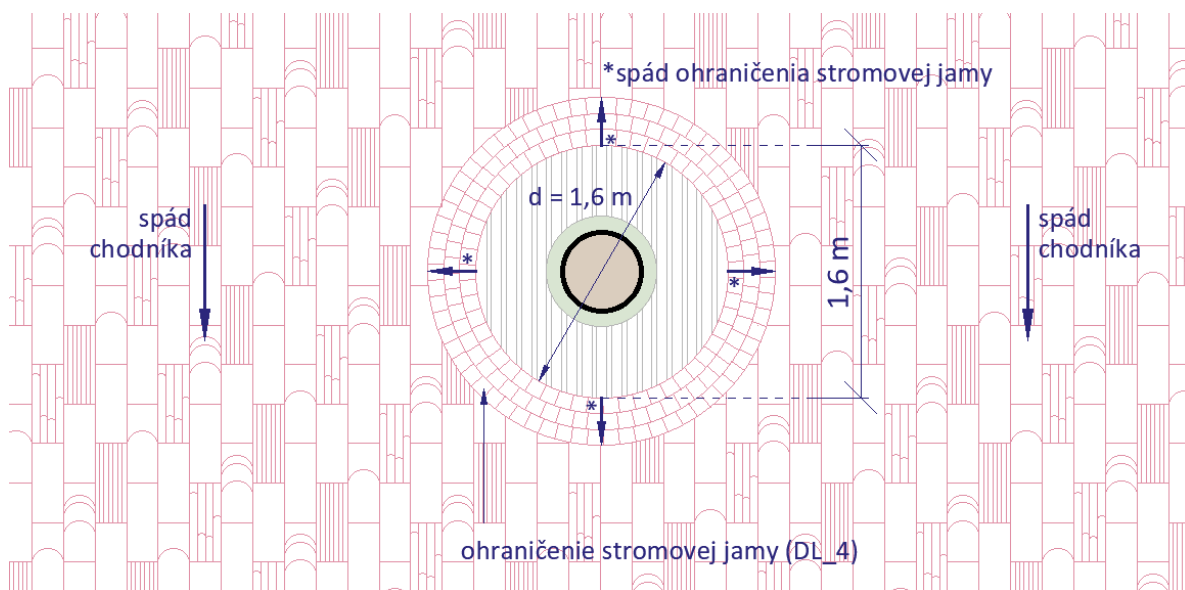 *spád ohraničenia stromovej jamy
*
d = 1,6 m
spád
chodníka
spád
chodníka
*
*
1,6 m
*
ohraničenie stromovej jamy (DL_4)